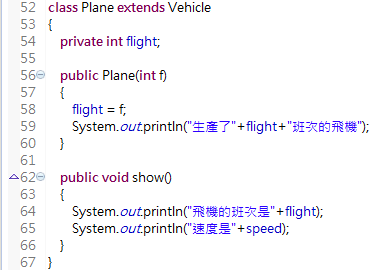 52 class Plane extends Vehicle
53 {
54 private int flight;
55
56 public Plane(int f)
57 {
58 flight = f;
59 System.out.println("生產了"+flight+"班次的飛機");
60 }
61
62 public void show()
63 {
64 System.out.println("飛機的班次是"+flight);
65 System.out.println("速度是"+speed);
66 }
67 }